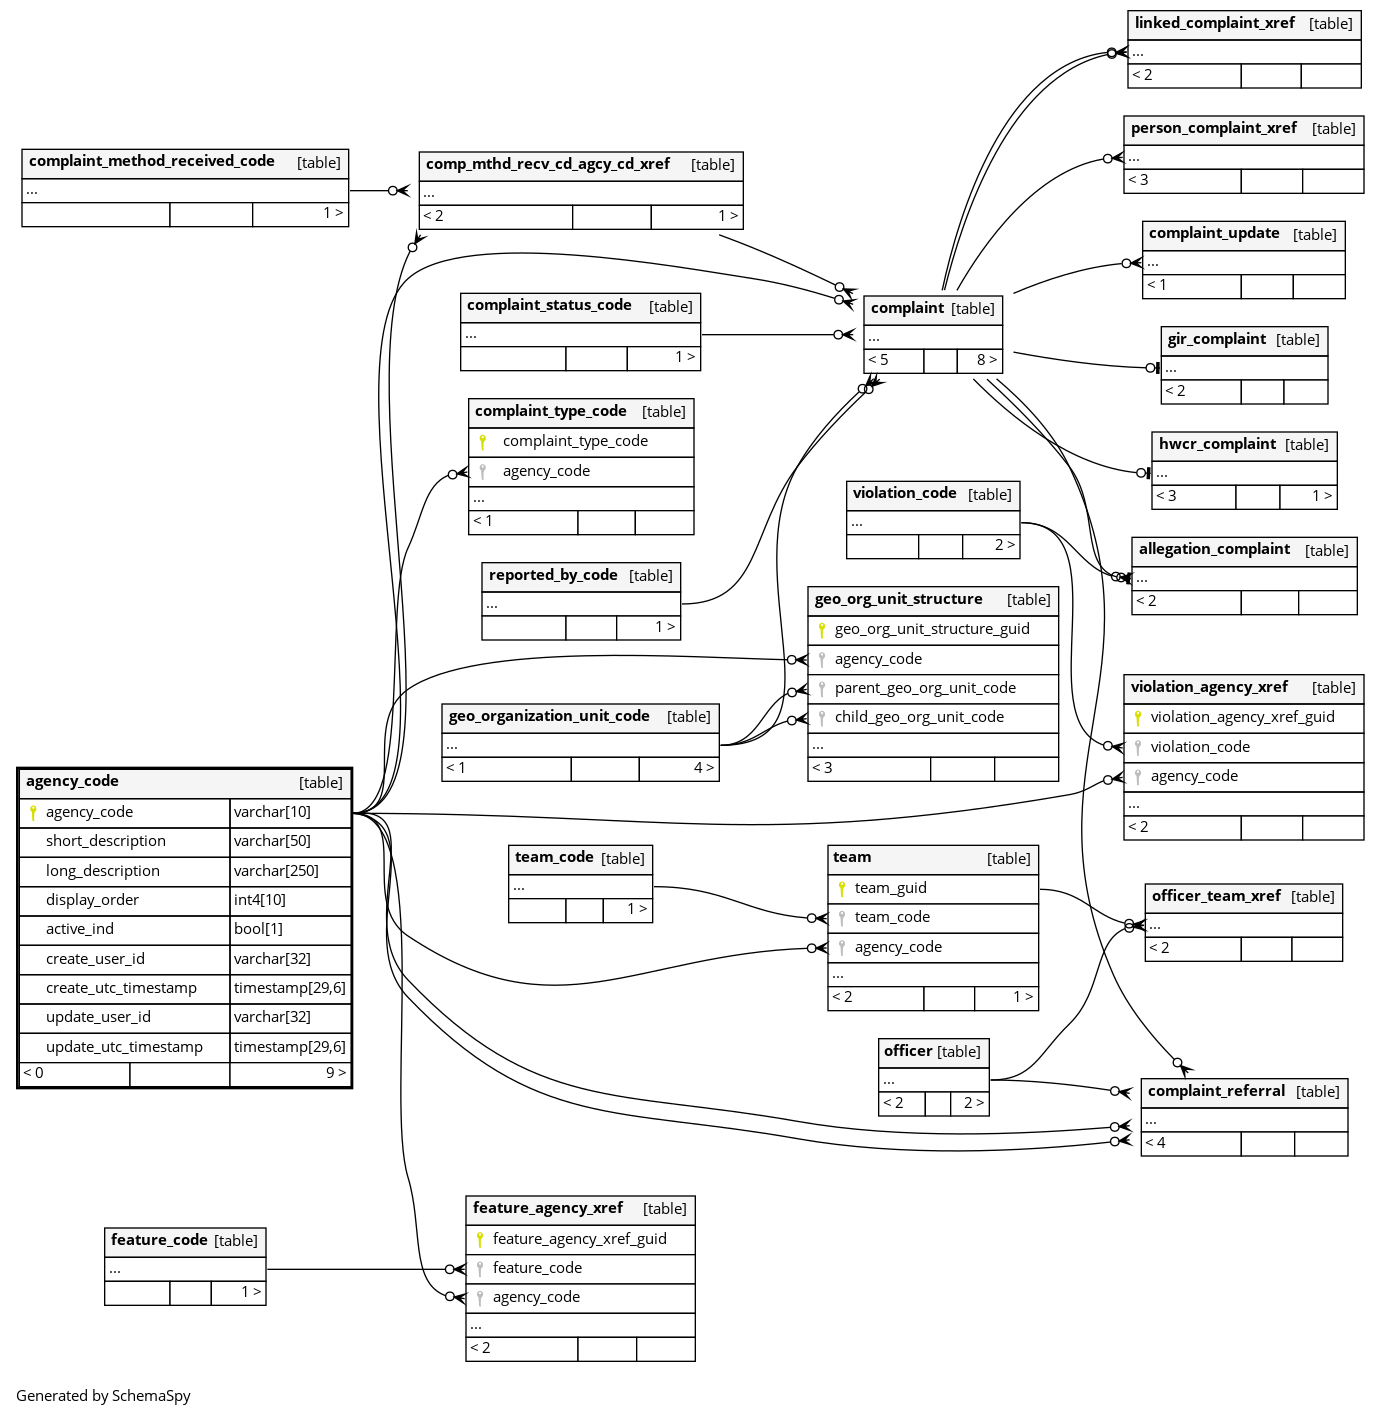 linked_complaint_xref [table]
...
< 2
person_complaint_xref [table]
...
< 3
complaint_method_received_code [table]
...
1 >
comp_mthd_recv_cd_agcy_cd_xref [table]
...
< 2 1 >
complaint_update [table]
...
< 1
complaint_status_code [table]
...
1 >
complaint [table]
...
< 5 8 >
gir_complaint [table]
...
< 2
complaint_type_code [table]
complaint_type_code
agency_code
...
< 1
hwcr_complaint [table]
...
< 3 1 >
violation_code [table]
...
2 >
allegation_complaint [table]
...
< 2
reported_by_code [table]
...
1 >
geo_org_unit_structure [table]
geo_org_unit_structure_guid
agency_code
parent_geo_org_unit_code
child_geo_org_unit_code
...
< 3
geo_organization_unit_code [table]
...
< 1 4 >
violation_agency_xref [table]
violation_agency_xref_guid
violation_code
agency_code
...
< 2
agency_code [table]
agency_code varchar[10]
short_description varchar[50]
long_description varchar[250]
display_order int4[10]
active_ind bool[1]
create_user_id varchar[32]
create_utc_timestamp timestamp[29,6]
update_user_id varchar[32]
update_utc_timestamp timestamp[29,6]
< 0 9 >
team_code [table]
...
1 >
team [table]
team_guid
team_code
agency_code
...
< 2 1 >
officer_team_xref [table]
...
< 2
officer [table]
...
< 2 2 >
complaint_referral [table]
...
< 4
feature_code [table]
...
1 >
feature_agency_xref [table]
feature_agency_xref_guid
feature_code
agency_code
...
< 2
Generated by SchemaSpy